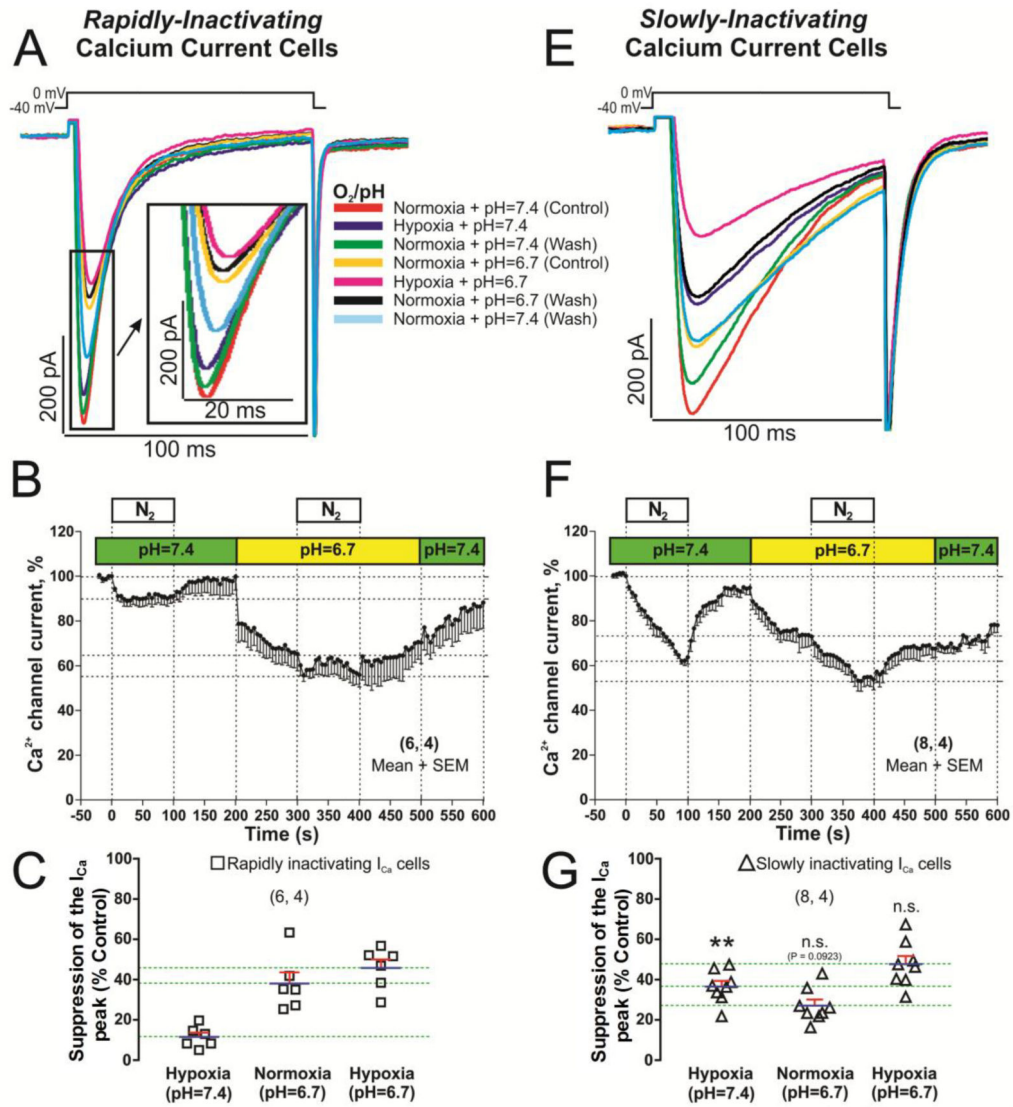 A
Rapidly-Inactivating
Calcium Current Cells
0 mV
-40 mV
200 pA
100 ms
200 pA
20 ms
O2/pH
Normoxia + pH=7.4 (Control)
Hypoxia + pH=7.4
Normoxia + pH=7.4 (Wash)
Normoxia + pH=6.7 (Control)
Hypoxia + pH=6.7
Normoxia + pH=6.7 (Wash)
Normoxia + pH=7.4 (Wash)
E
Slowly-Inactivating
Calcium Current Cells
0 mV
-40 mV
200 pA
100 ms
B
N2
N2
pH=7.4
pH=6.7
pH=7.4
Ca2+ channel current, %
120
100
80
60
40
20
0
(6, 4)
Mean + SEM
-50 0 50 100 150 200 250 300 350 400 450 500 550 600
Time (s)
F
N2
N2
pH=7.4
pH=6.7
pH=7.4
Ca2+ channel current, %
120
100
80
60
40
20
0
(8, 4)
Mean + SEM
-50 0 50 100 150 200 250 300 350 400 450 500 550 600
Time (s)
C
Suppression of the ICa
peak (% Control)
100
80
60
40
20
0
Rapidly inactivating ICa cells
(6, 4)
Hypoxia Normoxia Hypoxia
(pH=7.4) (pH=6.7) (pH=6.7)
G
Suppression of the ICa
peak (% Control)
100
80
60
40
20
0
Slowly inactivating ICa cells
(8, 4)
**
n.s.
(P = 0.0923)
n.s.
Hypoxia Normoxia Hypoxia
(pH=7.4) (pH=6.7) (pH=6.7)